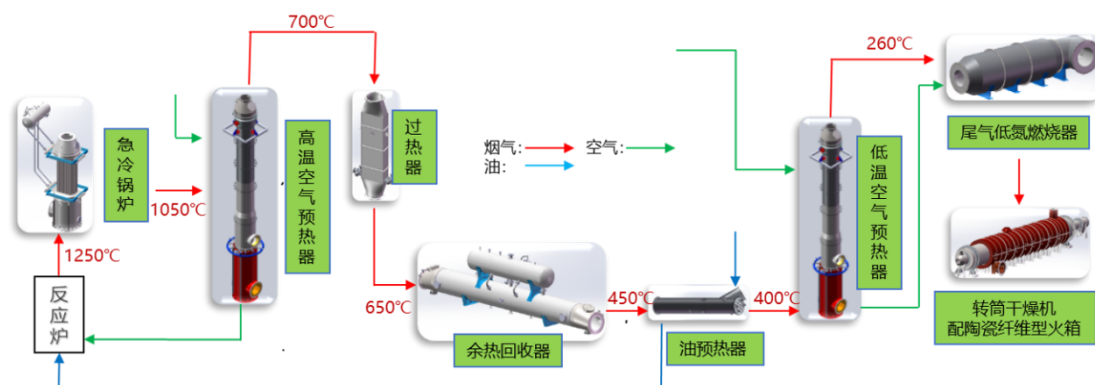 700℃
260℃
急冷锅炉
高温空气预热器
过热器
烟气:
空气:
油:
低温空气预热器
尾气低氮燃烧器
1050℃
1250℃
反应炉
650℃
450℃
400℃
余热回收器
油预热器
转筒干燥机
配陶瓷纤维型火箱